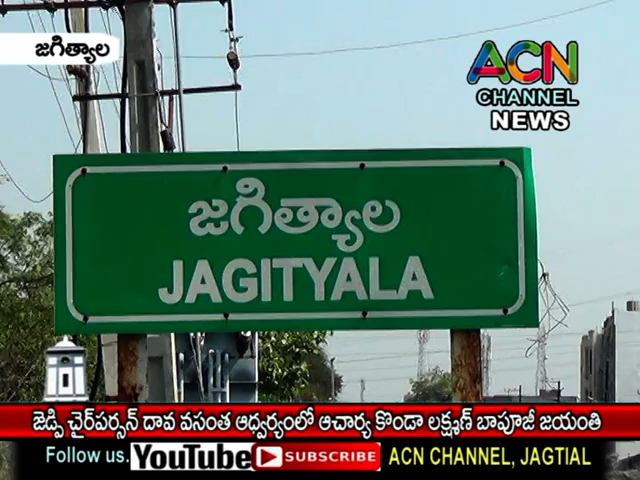 జగిత్యాల
ACN
CHANNEL
NEWS
జగిత్యాల
JAGITYALA
జెడ్పి చైర్‌పర్సన్ దావ వసంత ఆధ్వర్యంలో ఆచార్య కొండా లక్ష్మణ్ బాపూజీ జయంతి
Follow us. YouTube SUBSCRIBE ACN CHANNEL, JAGTIAL